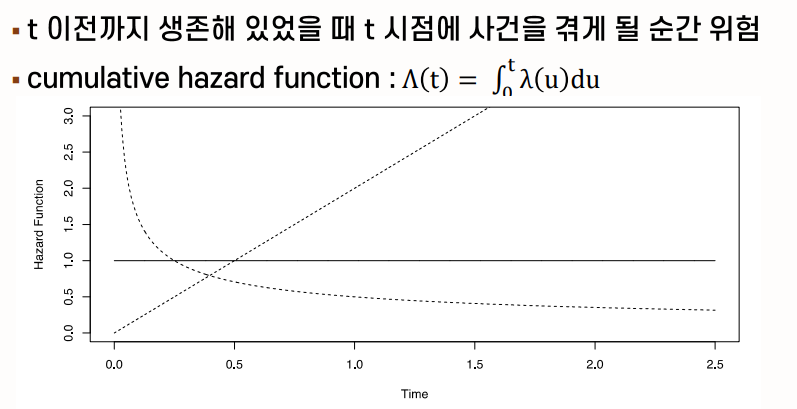 ▪ t 이전까지 생존해 있었을 때 t 시점에 사건을 겪게 될 순간 위험
▪ cumulative hazard function : Λ(t) = ∫₀ᵗ λ(u)du
3.0
2.5
2.0
1.5
1.0
0.5
0.0
Hazard Function
0.0 0.5 1.0 1.5 2.0 2.5
Time